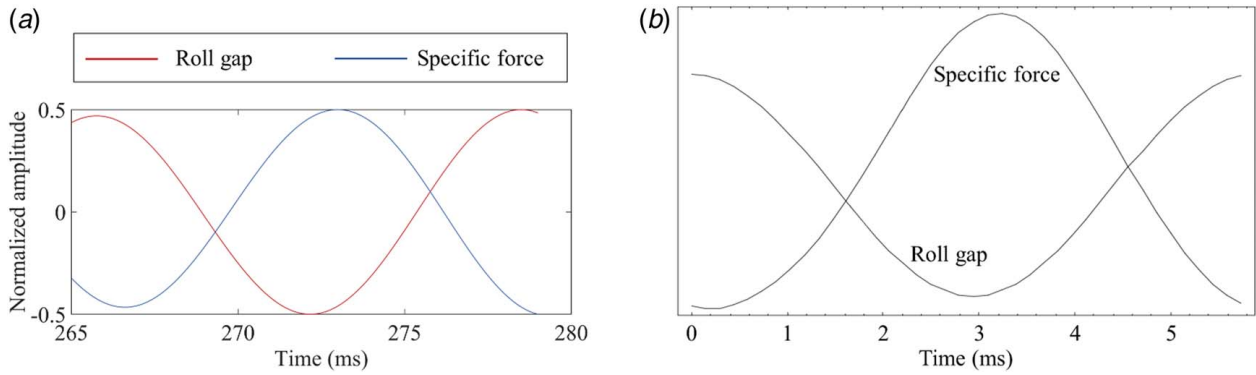 (a)
Roll gap Specific force
Normalized amplitude
0.5
0
-0.5
265 270 275 280
Time (ms)
(b)
Specific force
Roll gap
0 1 2 3 4 5
Time (ms)